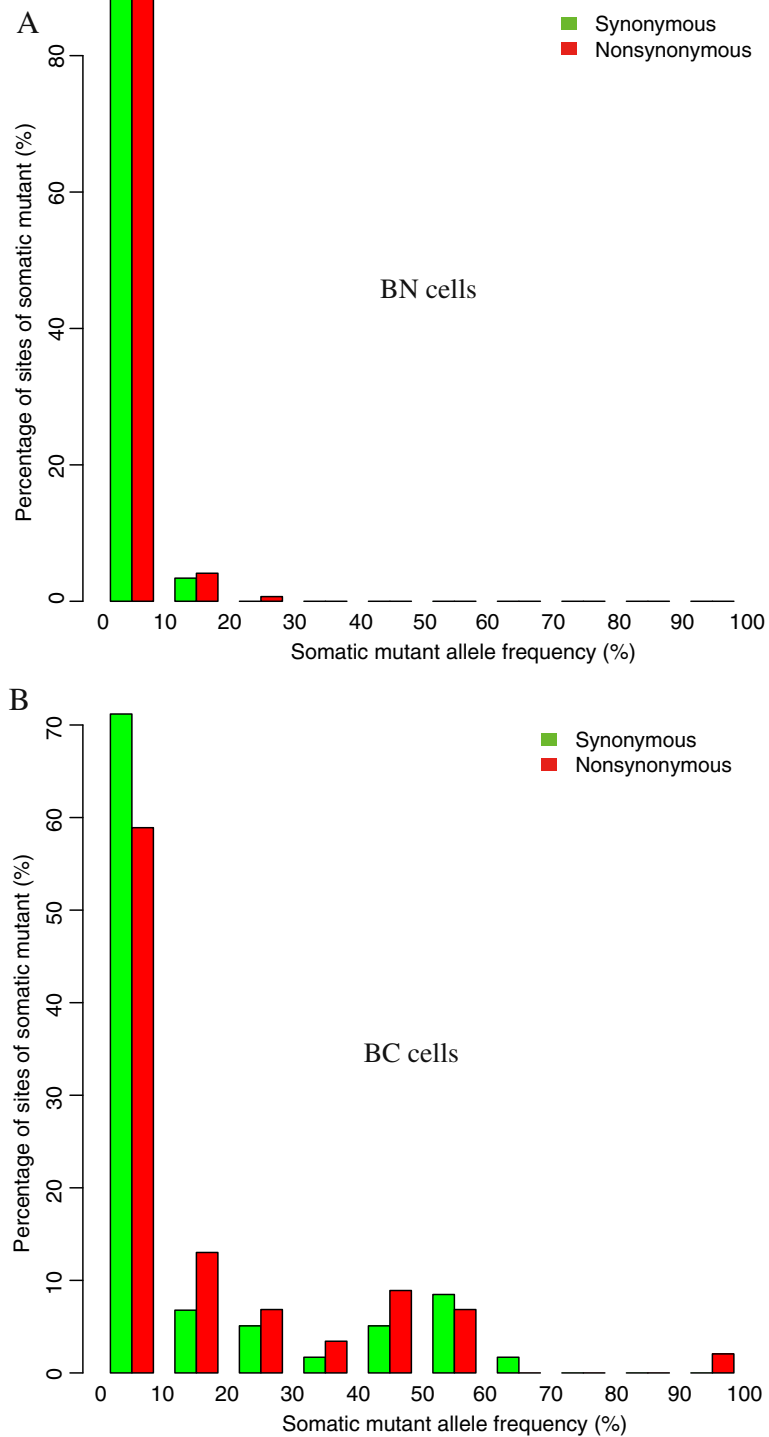 A
Synonymous
Nonsynonymous
Percentage of sites of somatic mutant (%)
80
60
40
20
0
BN cells
0 10 20 30 40 50 60 70 80 90 100
Somatic mutant allele frequency (%)
B
Synonymous
Nonsynonymous
Percentage of sites of somatic mutant (%)
70
60
50
40
30
20
10
0
BC cells
0 10 20 30 40 50 60 70 80 90 100
Somatic mutant allele frequency (%)